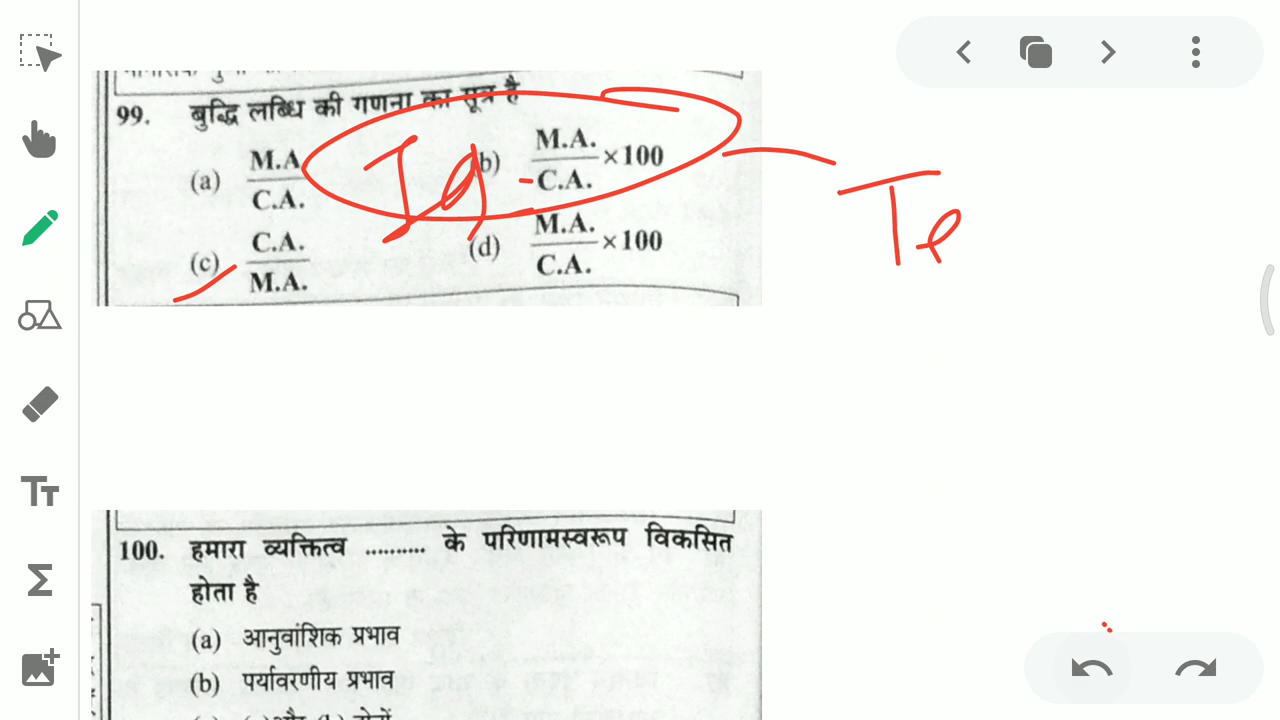 99. बुद्धि लब्धि की गणना का सूत्र है
(a) M.A / C.A. (b) M.A. / C.A. ×100
(c) C.A. / M.A. (d) M.A. / C.A. ×100
Iq
Te
100. हमारा व्यक्तित्व .......... के परिणामस्वरूप विकसित
होता है
(a) आनुवांशिक प्रभाव
(b) पर्यावरणीय प्रभाव